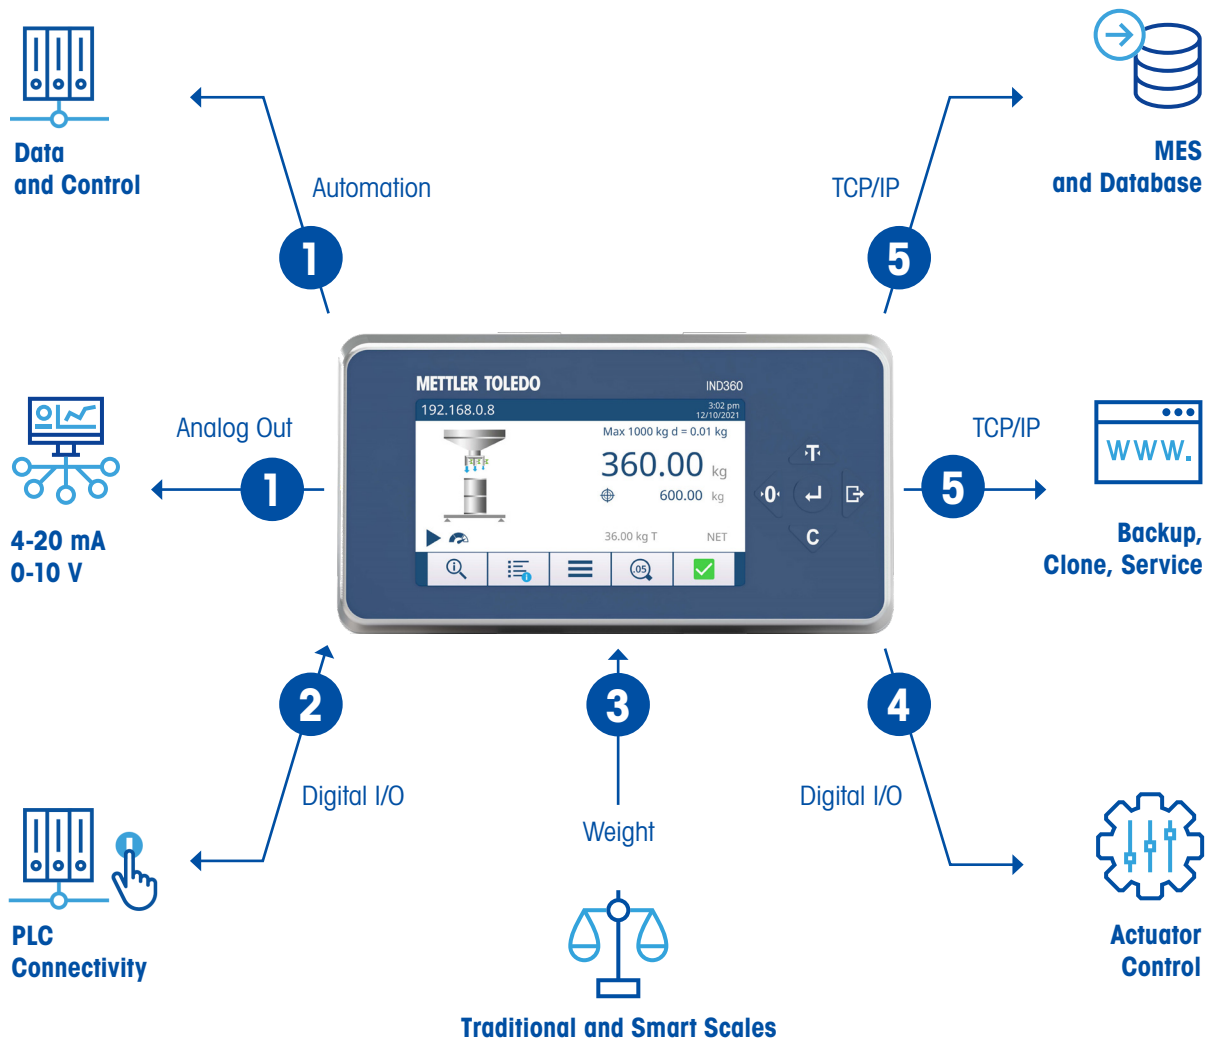 Data
and Control
Automation
1
MES
and Database
TCP/IP
5
Analog Out
1
4-20 mA
0-10 V
METTLER TOLEDO
IND360
192.168.0.8
3:02 pm
12/10/2021
Max 1000 kg d = 0.01 kg
360.00 kg
600.00 kg
36.00 kg T
NET
.05
T
0
C
TCP/IP
5
www.
Backup,
Clone, Service
2
Digital I/O
PLC
Connectivity
3
Weight
Traditional and Smart Scales
4
Digital I/O
Actuator
Control